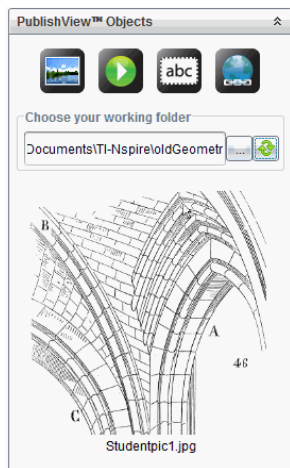 PublishView™ Objects
abc
Choose your working folder
Documents\TI-Nspire\oldGeometr
...
B
A
46
C
Studentpic1.jpg